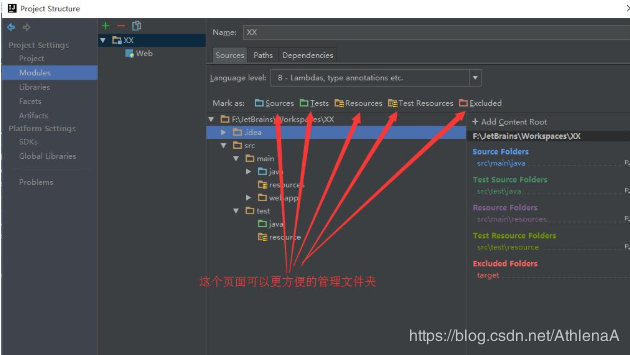 Project Structure
XX
Name: XX
Web
Project Settings
Project
Modules
Libraries
Facets
Artifacts
Platform Settings
SDKs
Global Libraries
Problems
Sources Paths Dependencies
Language level: 8 - Lambdas, type annotations etc.
Mark as: Sources Tests Resources Test Resources Excluded
F:\JetBrains\Workspaces\XX
.idea
src
main
java
resources
webapp
test
java
resource
+ Add Content Root
F:\JetBrains\Workspaces\XX
Source Folders
src\main\java
Test Source Folders
src\test\java
Resource Folders
src\main\resources
Test Resource Folders
src\test\resource
Excluded Folders
target
这个页面可以更方便的管理文件夹
https://blog.csdn.net/AthlenaA